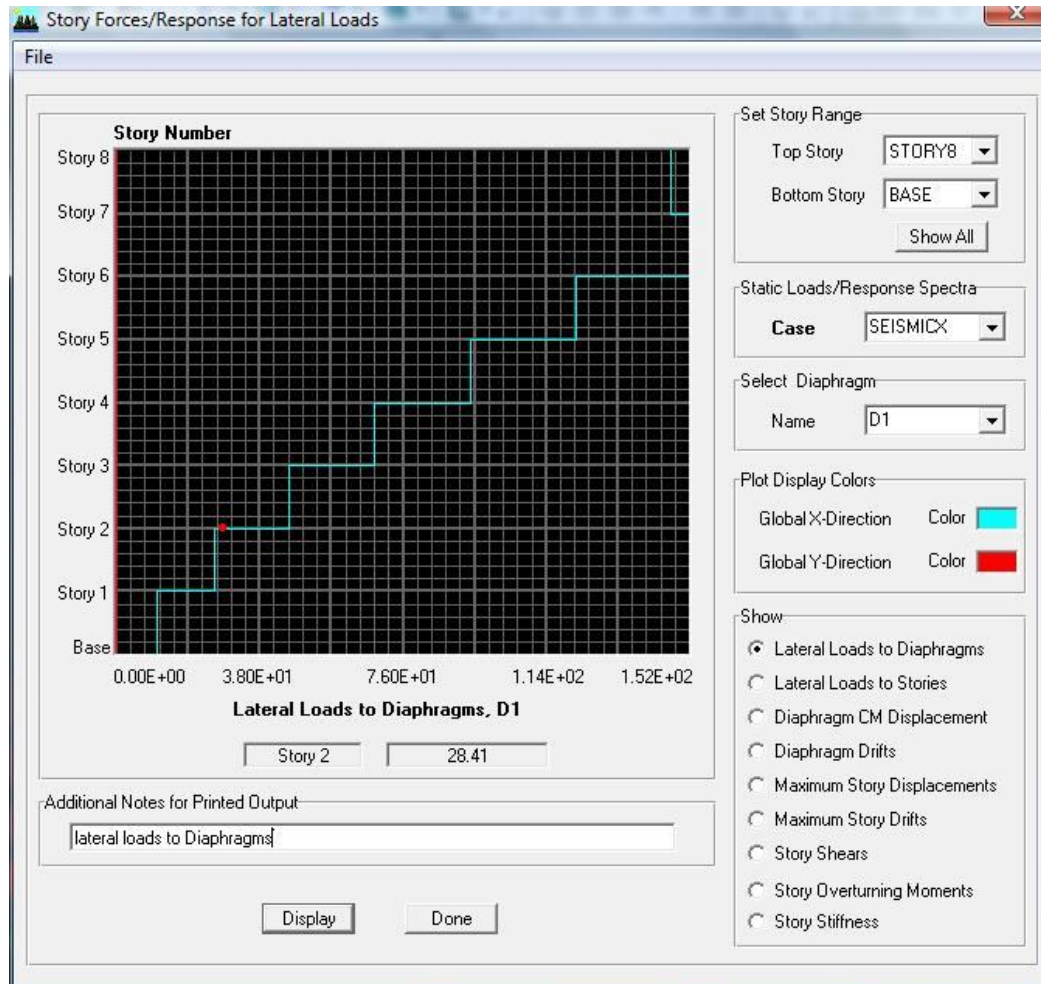 Story Forces/Response for Lateral Loads
File
Story Number
Story 8
Story 7
Story 6
Story 5
Story 4
Story 3
Story 2
Story 1
Base
0.00E+00 3.80E+01 7.60E+01 1.14E+02 1.52E+02
Lateral Loads to Diaphragms, D1
Story 2 28.41
Additional Notes for Printed Output
lateral loads to Diaphragms
Display Done
Set Story Range
Top Story STORY8
Bottom Story BASE
Show All
Static Loads/Response Spectra
Case SEISMICX
Select Diaphragm
Name D1
Plot Display Colors
Global X-Direction Color
Global Y-Direction Color
Show
Lateral Loads to Diaphragms
Lateral Loads to Stories
Diaphragm CM Displacement
Diaphragm Drifts
Maximum Story Displacements
Maximum Story Drifts
Story Shears
Story Overturning Moments
Story Stiffness